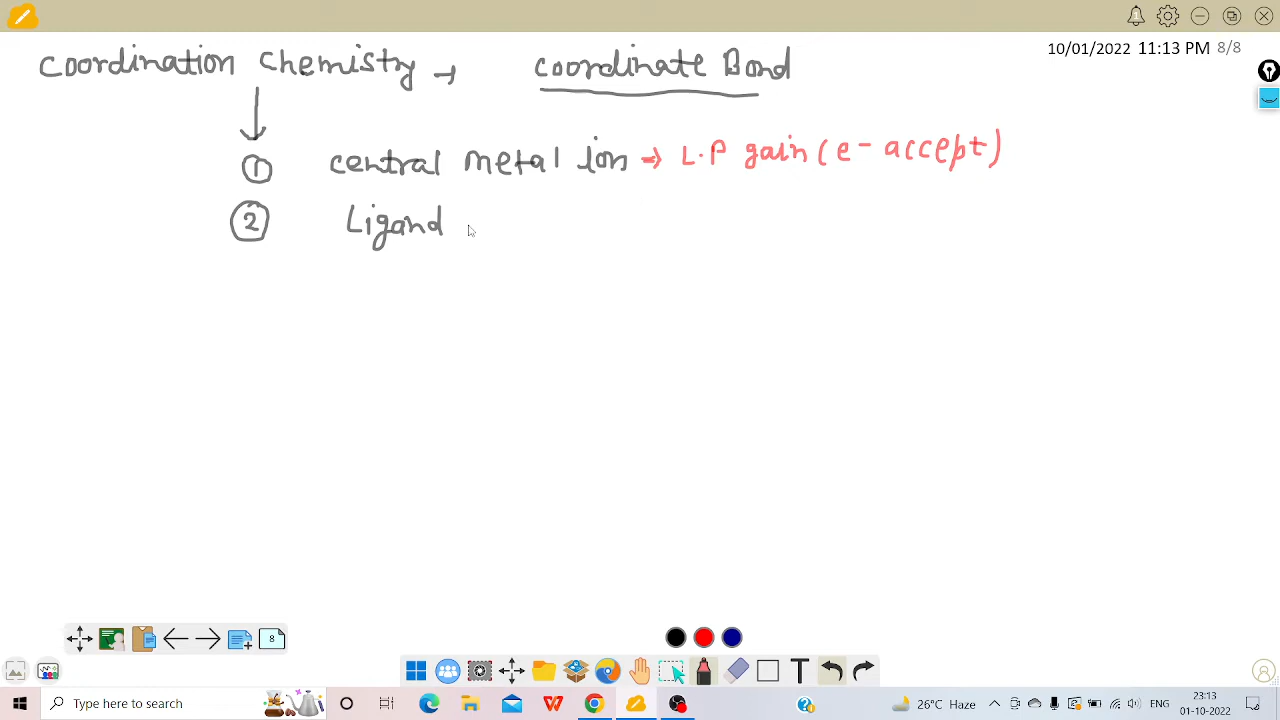 10/01/2022 11:13 PM 8/8
Coordination Chemistry → Coordinate Bond
① central metal ion ⇒ L.P gain (e- accept)
② Ligand
8
Type here to search
26°C Haze
ENG
23:13
01-10-2022